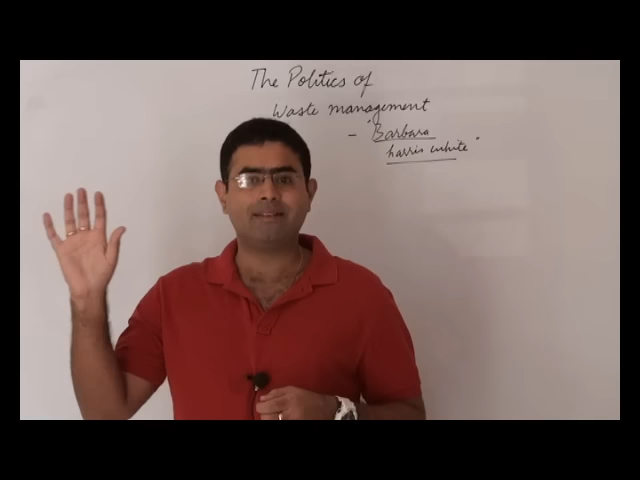 The Politics of
Waste management
- Barbara
harris white